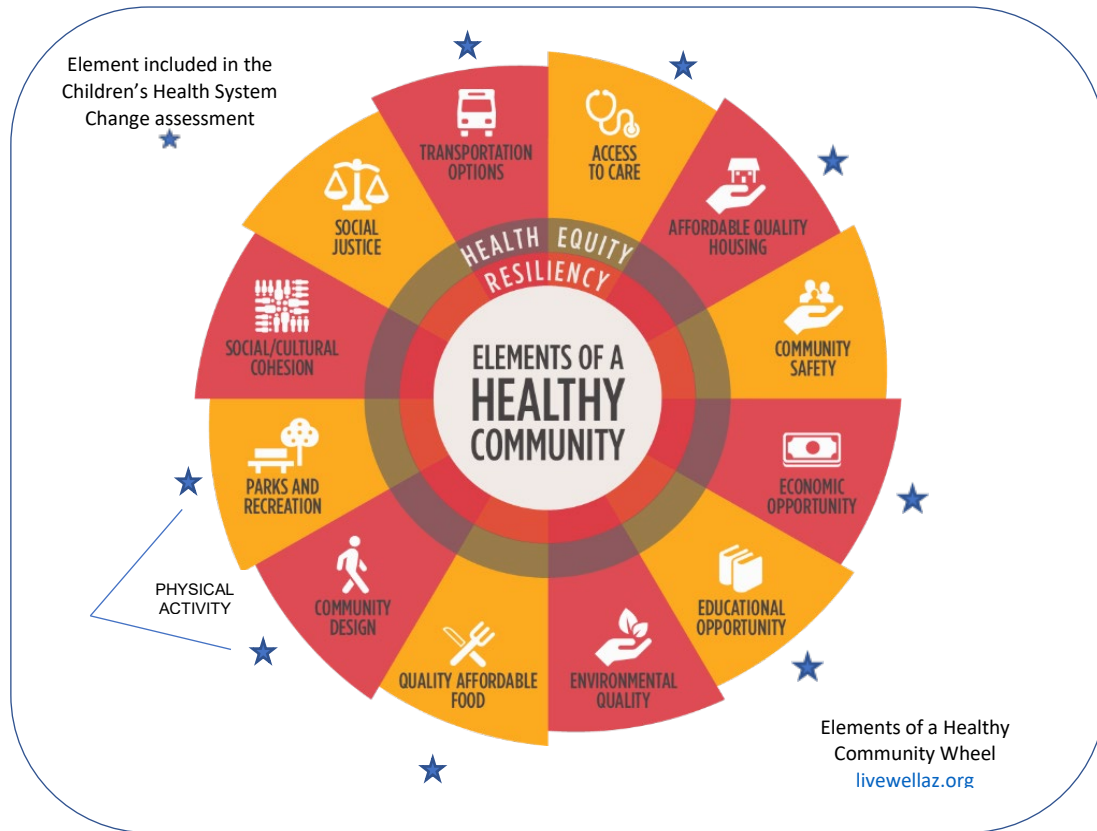 Element included in the
Children's Health System
Change assessment
TRANSPORTATION
OPTIONS
ACCESS
TO CARE
AFFORDABLE QUALITY
HOUSING
COMMUNITY
SAFETY
ECONOMIC
OPPORTUNITY
EDUCATIONAL
OPPORTUNITY
ENVIRONMENTAL
QUALITY
QUALITY AFFORDABLE
FOOD
COMMUNITY
DESIGN
PARKS AND
RECREATION
SOCIAL/CULTURAL
COHESION
SOCIAL
JUSTICE
HEALTH EQUITY
RESILIENCY
ELEMENTS OF A
HEALTHY
COMMUNITY
PHYSICAL
ACTIVITY
Elements of a Healthy
Community Wheel
livewellaz.org